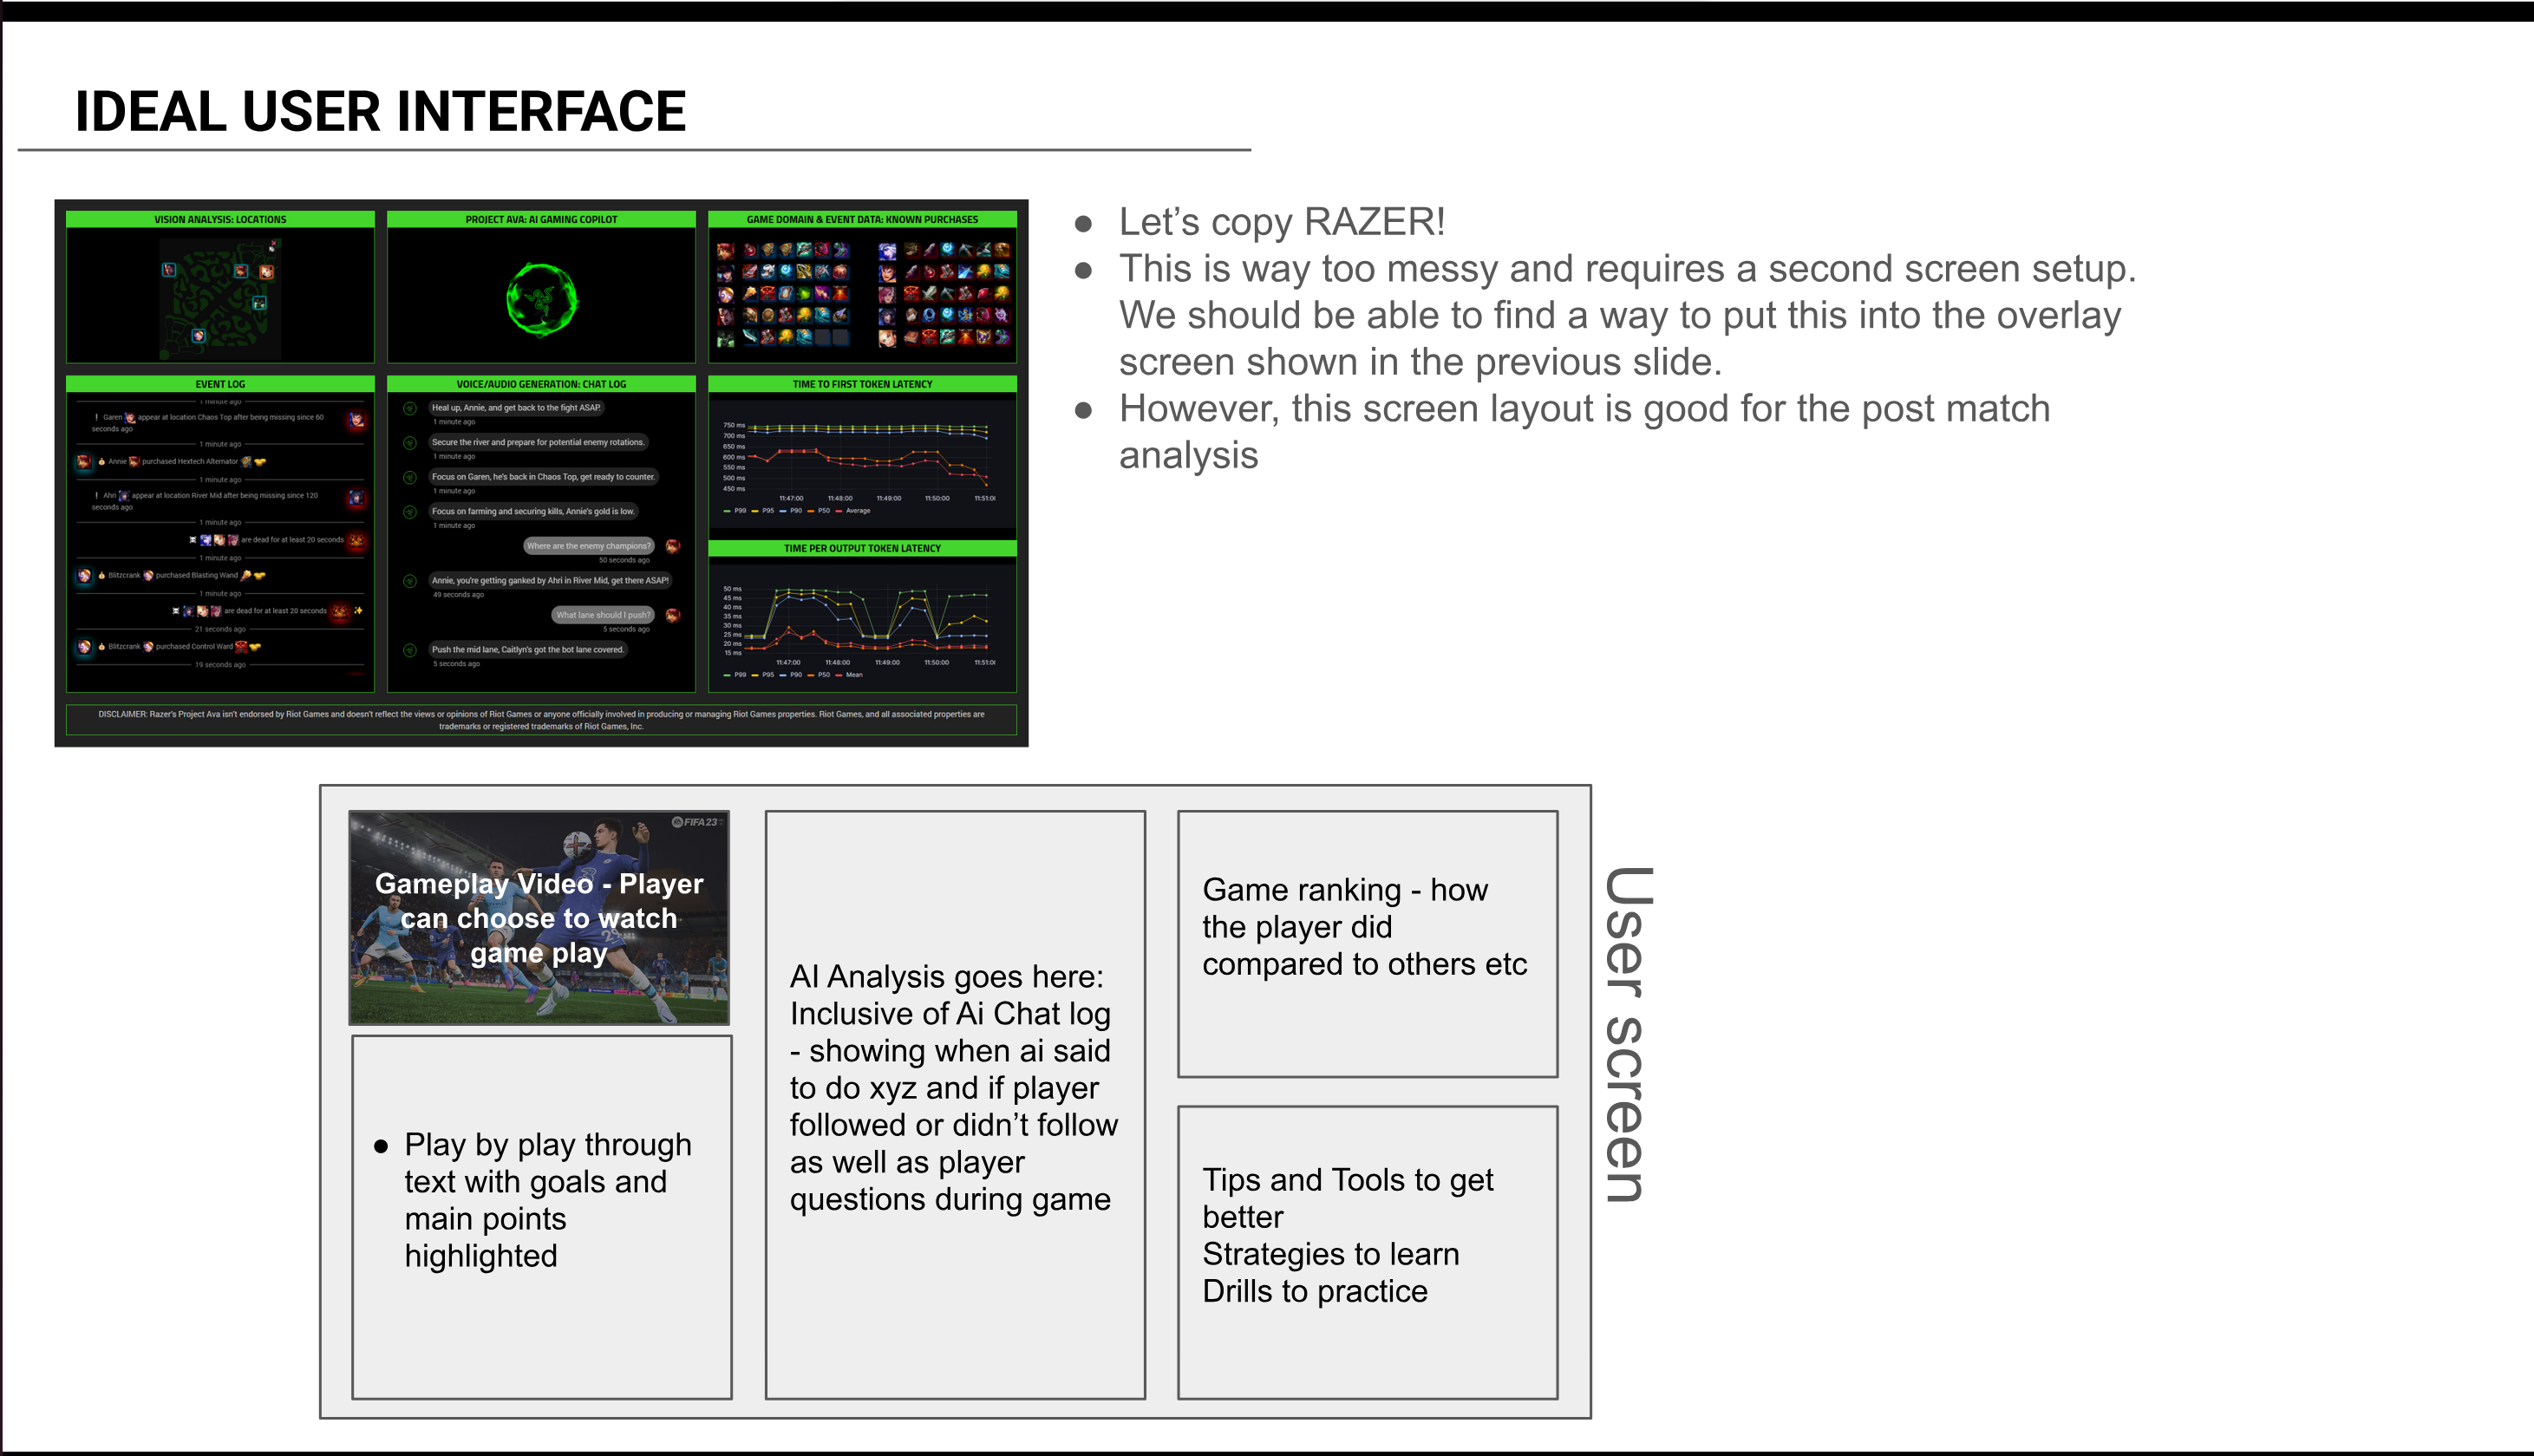 IDEAL USER INTERFACE
VISION ANALYSIS: LOCATIONS
PROJECT AVA: AI GAMING COPILOT
GAME DOMAIN & EVENT DATA: KNOWN PURCHASES
EVENT LOG
1 minute ago
! Garen appear at location Chaos Top after being missing since 60
seconds ago
1 minute ago
Annie purchased Hextech Alternator
1 minute ago
! Ahri appear at location River Mid after being missing since 120
seconds ago
1 minute ago
are dead for at least 20 seconds
1 minute ago
Blitzcrank purchased Blasting Wand
1 minute ago
are dead for at least 20 seconds
21 seconds ago
Blitzcrank purchased Control Ward
19 seconds ago
VOICE/AUDIO GENERATION: CHAT LOG
Heal up, Annie, and get back to the fight ASAP.
1 minute ago
Secure the river and prepare for potential enemy rotations.
1 minute ago
Focus on Garen, he's back in Chaos Top, get ready to counter.
1 minute ago
Focus on farming and securing kills, Annie's gold is low.
1 minute ago
Where are the enemy champions?
50 seconds ago
Annie, you're getting ganked by Ahri in River Mid, get there ASAP!
49 seconds ago
What lane should I push?
5 seconds ago
Push the mid lane, Caitlyn's got the bot lane covered.
5 seconds ago
TIME TO FIRST TOKEN LATENCY
750 ms
700 ms
650 ms
600 ms
550 ms
500 ms
450 ms
11:47:00 11:48:00 11:49:00 11:50:00 11:51:0
P99 P95 P90 P50 Average
TIME PER OUTPUT TOKEN LATENCY
50 ms
45 ms
40 ms
35 ms
30 ms
25 ms
20 ms
15 ms
11:47:00 11:48:00 11:49:00 11:50:00 11:51:0
P99 P95 P90 P50 Mean
DISCLAIMER: Razer's Project Ava isn't endorsed by Riot Games and doesn't reflect the views or opinions of Riot Games or anyone officially involved in producing or managing Riot Games properties. Riot Games, and all associated properties are
trademarks or registered trademarks of Riot Games, Inc.
● Let’s copy RAZER!
● This is way too messy and requires a second screen setup.
We should be able to find a way to put this into the overlay
screen shown in the previous slide.
● However, this screen layout is good for the post match
analysis
FIFA 23
Gameplay Video - Player
can choose to watch
game play
● Play by play through
text with goals and
main points
highlighted
AI Analysis goes here:
Inclusive of Ai Chat log
- showing when ai said
to do xyz and if player
followed or didn’t follow
as well as player
questions during game
Game ranking - how
the player did
compared to others etc
Tips and Tools to get
better
Strategies to learn
Drills to practice
User screen